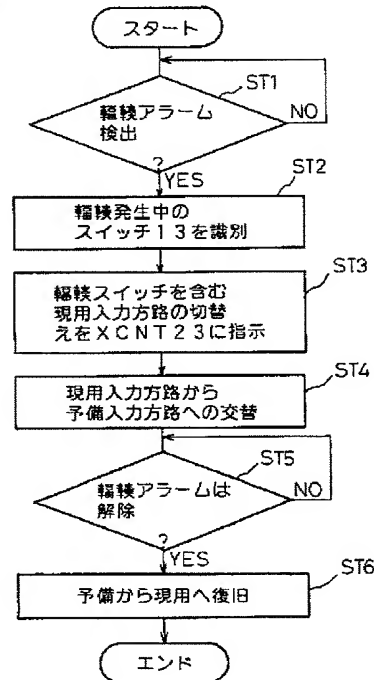 スタート
ST1
輻輳アラーム
検出
?
NO
YES
ST2
輻輳発生中の
スイッチ13を識別
ST3
輻輳スイッチを含む
現用入力方路の切替
えをXCNT23に指示
ST4
現用入力方路から
予備入力方路への交替
ST5
輻輳アラームは
解除
?
NO
YES
ST6
予備から現用へ復旧
エンド